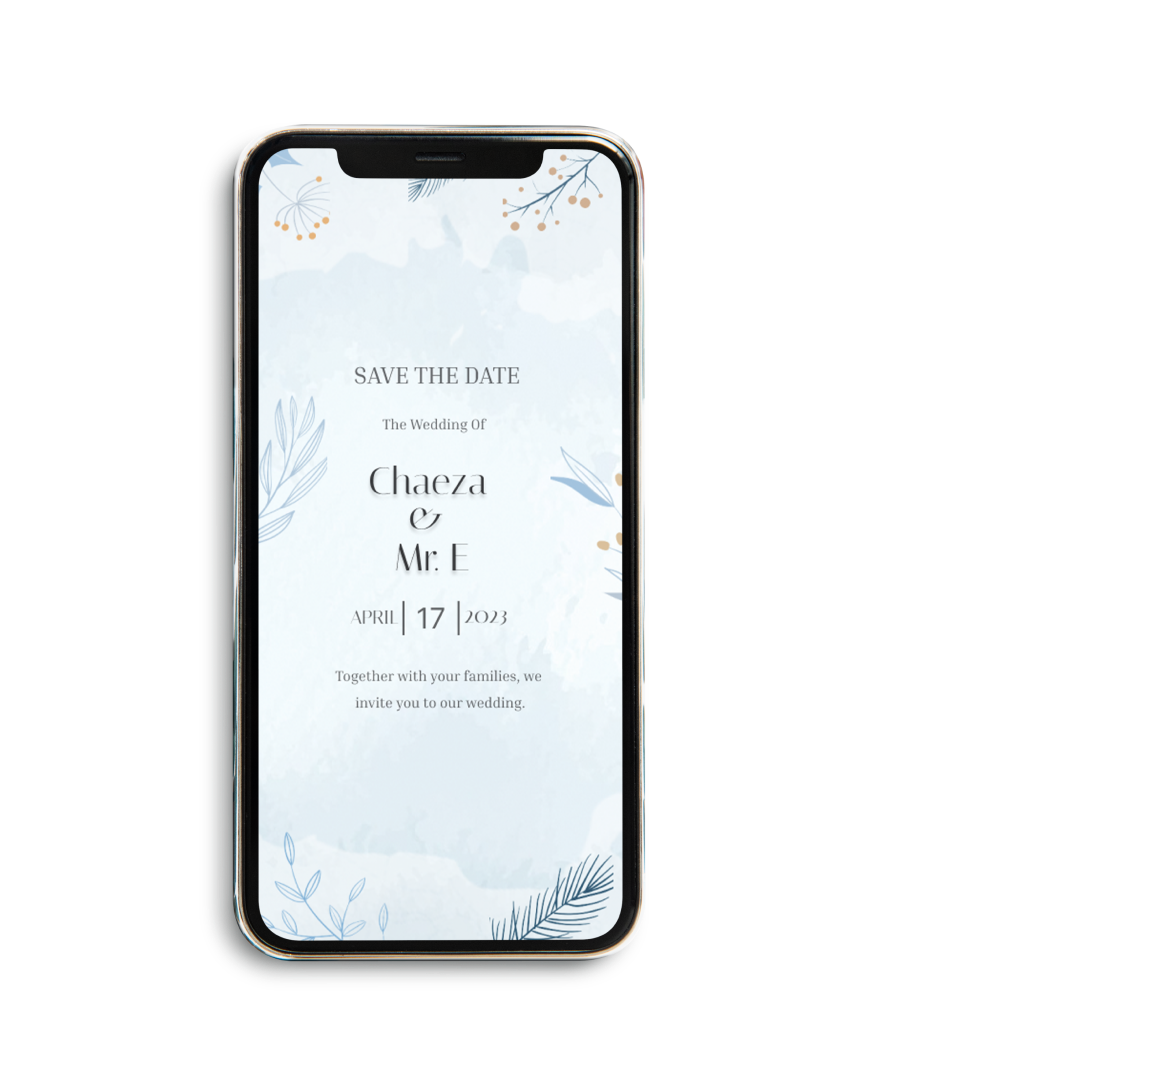 SAVE THE DATE
The Wedding Of
Chaeza
&
Mr. E
APRIL| 17 |2023
Together with your families, we
invite you to our wedding.